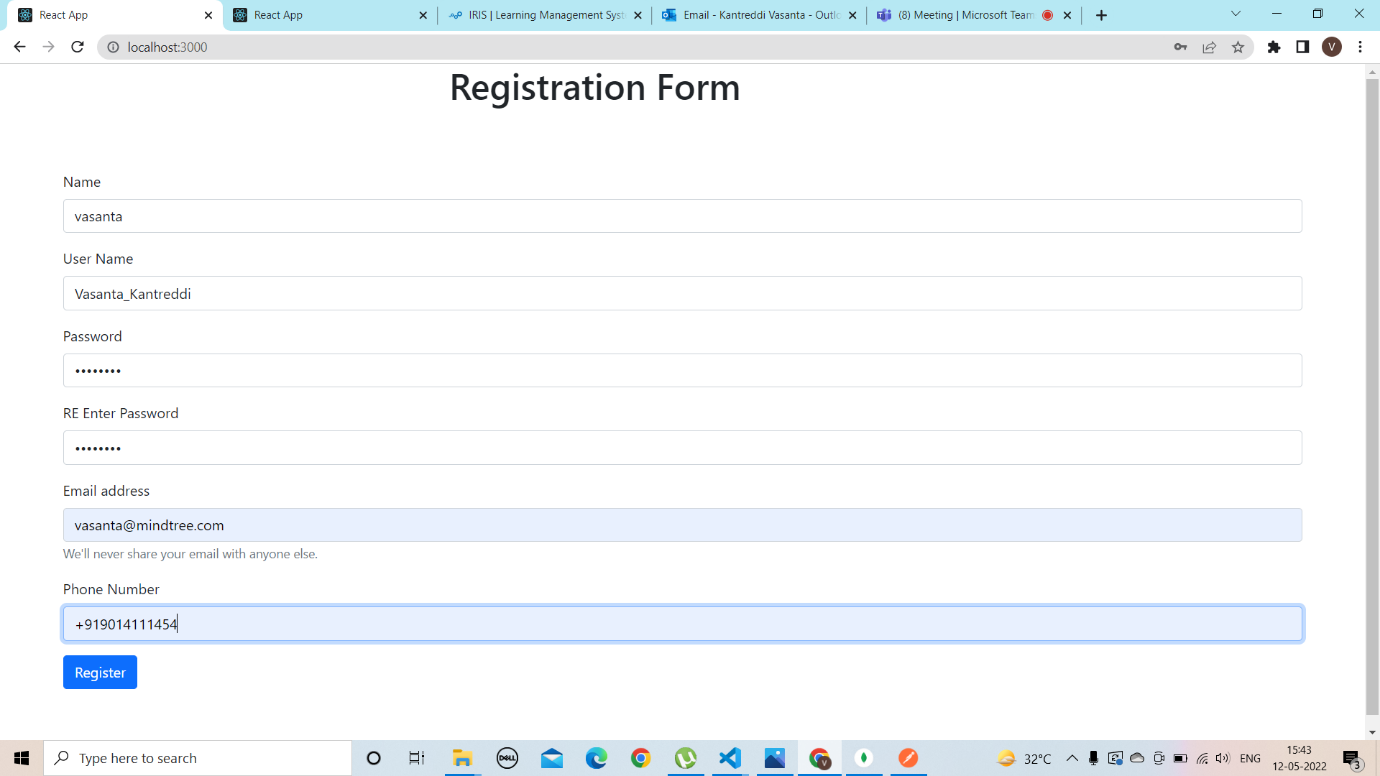 React App
React App
IRIS | Learning Management Syst
Email - Kantreddi Vasanta - Outlo
(8) Meeting | Microsoft Team
localhost:3000
V
Registration Form
Name
vasanta
User Name
Vasanta_Kantreddi
Password
••••••••
RE Enter Password
••••••••
Email address
vasanta@mindtree.com
We'll never share your email with anyone else.
Phone Number
+919014111454
Register
Type here to search
DELL
V
32°C
ENG
15:43
12-05-2022
3